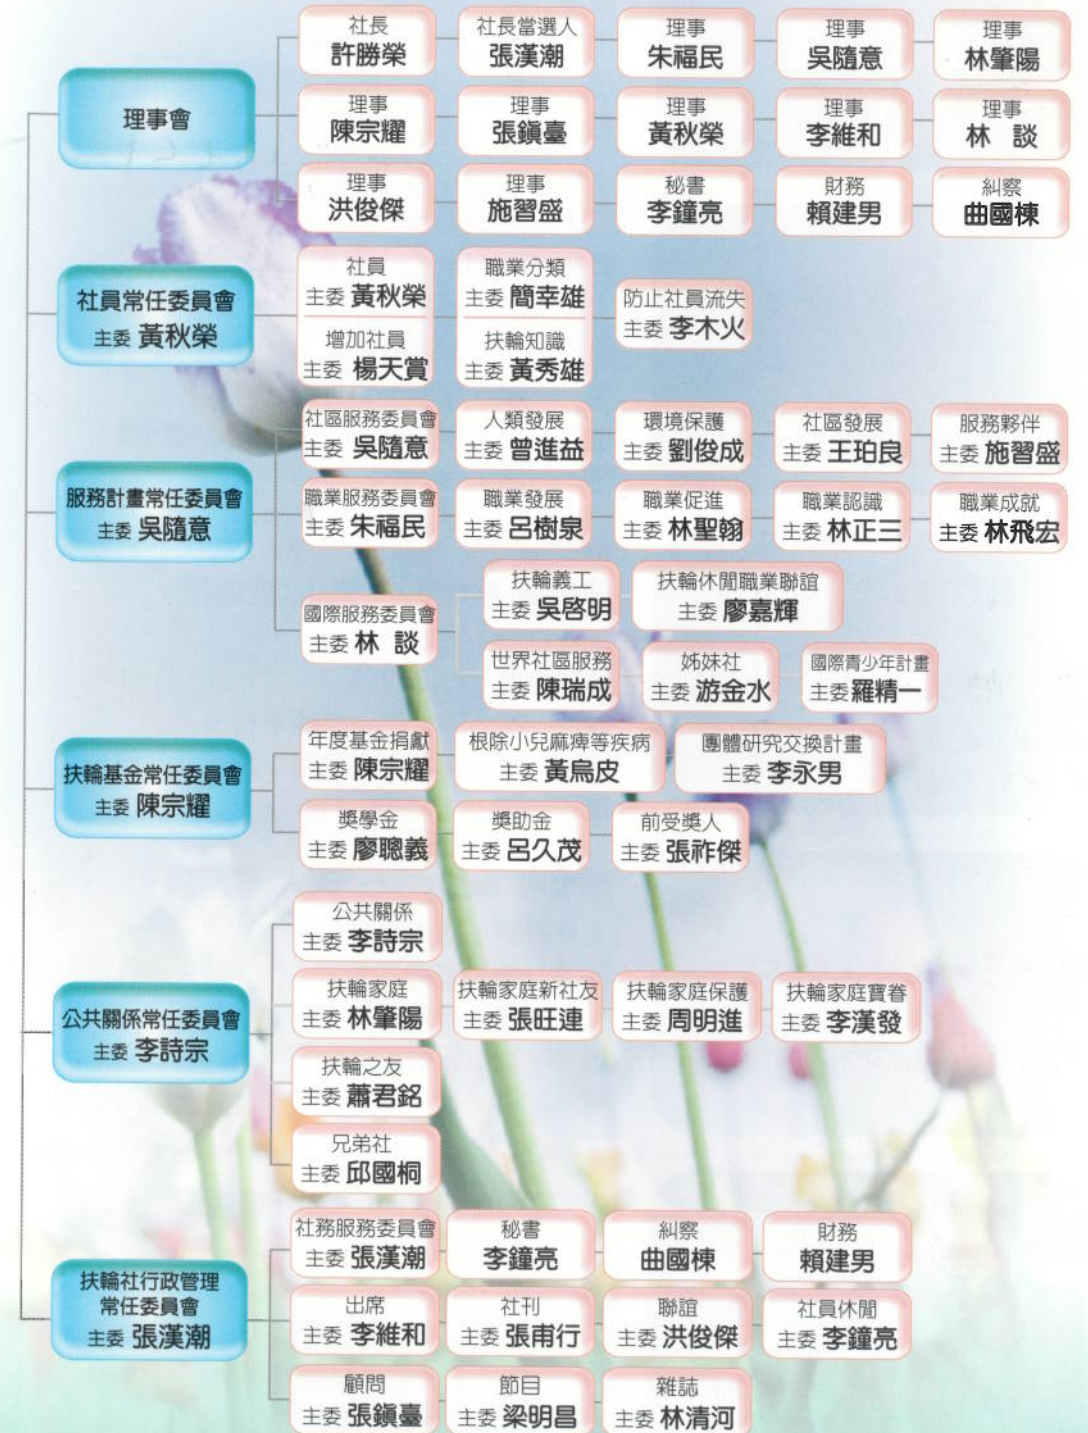 理事會
社長
許勝榮
社長當選人
張漢潮
理事
朱福民
理事
吳隨意
理事
林肇陽
理事
陳宗耀
理事
張鎭臺
理事
黃秋榮
理事
李維和
理事
林 談
理事
洪俊傑
理事
施習盛
秘書
李鐘亮
財務
賴建男
糾察
曲國棟
社員常任委員會
主委 黃秋榮
社員
主委 黃秋榮
增加社員
主委 楊天賞
職業分類
主委 簡幸雄
扶輪知識
主委 黃秀雄
防止社員流失
主委 李木火
服務計畫常任委員會
主委 吳隨意
社區服務委員會
主委 吳隨意
人類發展
主委 曾進益
環境保護
主委 劉俊成
社區發展
主委 王珀良
服務夥伴
主委 施習盛
職業服務委員會
主委 朱福民
職業發展
主委 呂樹泉
職業促進
主委 林聖翰
職業認識
主委 林正三
職業成就
主委 林飛宏
國際服務委員會
主委 林 談
扶輪義工
主委 吳啓明
扶輪休閒職業聯誼
主委 廖嘉輝
世界社區服務
主委 陳瑞成
姊妹社
主委 游金水
國際青少年計畫
主委 羅精一
扶輪基金常任委員會
主委 陳宗耀
年度基金捐獻
主委 陳宗耀
根除小兒麻痺等疾病
主委 黃烏皮
團體研究交換計畫
主委 李永男
獎學金
主委 廖聰義
獎助金
主委 呂久茂
前受獎人
主委 張祚傑
公共關係常任委員會
主委 李詩宗
公共關係
主委 李詩宗
扶輪家庭
主委 林肇陽
扶輪家庭新社友
主委 張旺連
扶輪家庭保護
主委 周明進
扶輪家庭寶眷
主委 李漢發
扶輪之友
主委 蕭君銘
兄弟社
主委 邱國桐
扶輪社行政管理
常任委員會
主委 張漢潮
社務服務委員會
主委 張漢潮
秘書
李鐘亮
糾察
曲國棟
財務
賴建男
出席
主委 李維和
社刊
主委 張甫行
聯誼
主委 洪俊傑
社員休閒
主委 李鐘亮
顧問
主委 張鎭臺
節目
主委 梁明昌
雜誌
主委 林清河